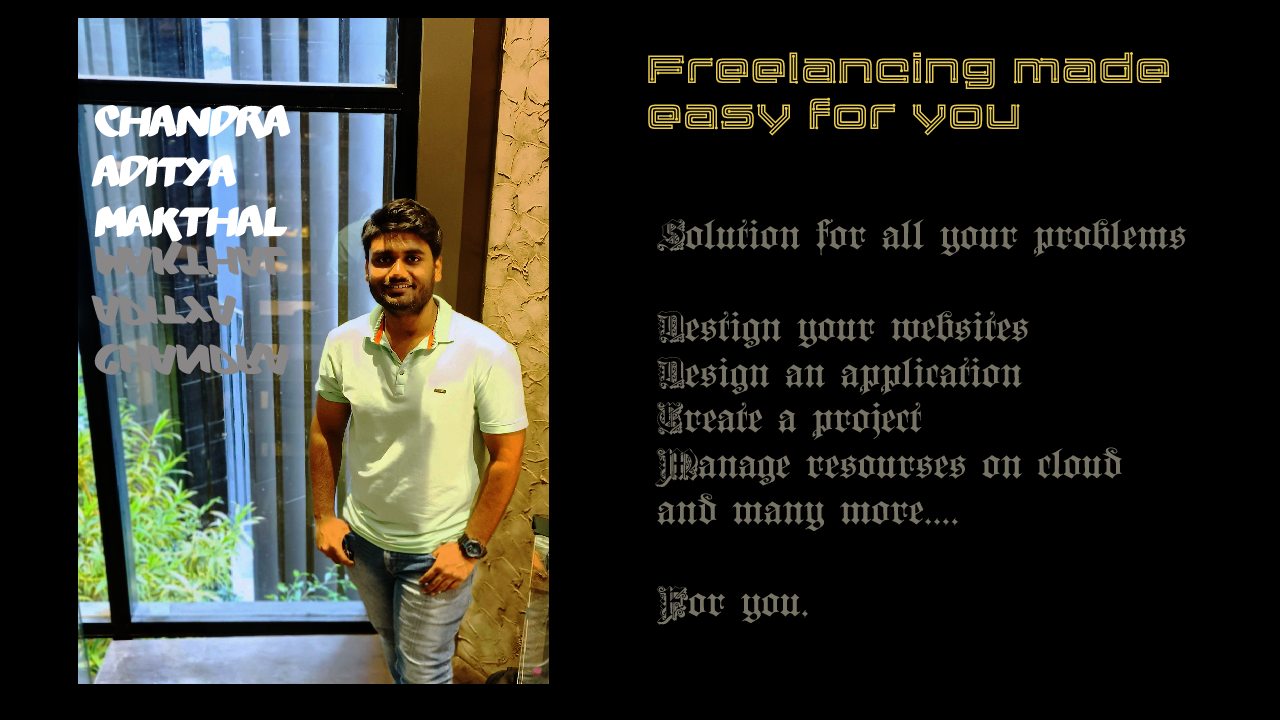 CHANDRA
ADITYA
MAKTHAL
Freelancing made
easy for you
Solution for all your problems
Destign your websites
Design an application
Create a project
Manage resourses on cloud
and many more....
For you.